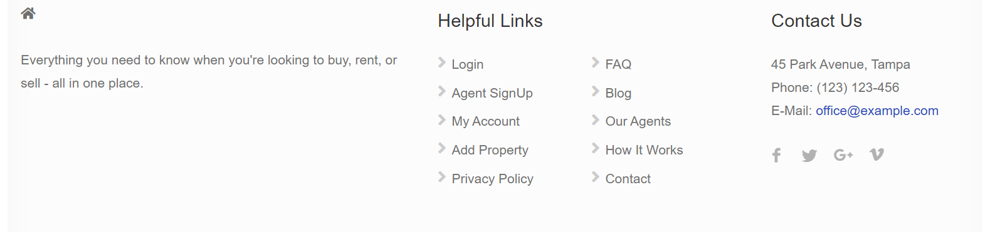 Everything you need to know when you're looking to buy, rent, or
sell - all in one place.
Helpful Links
Login
Agent SignUp
My Account
Add Property
Privacy Policy
FAQ
Blog
Our Agents
How It Works
Contact
Contact Us
45 Park Avenue, Tampa
Phone: (123) 123-456
E-Mail: office@example.com